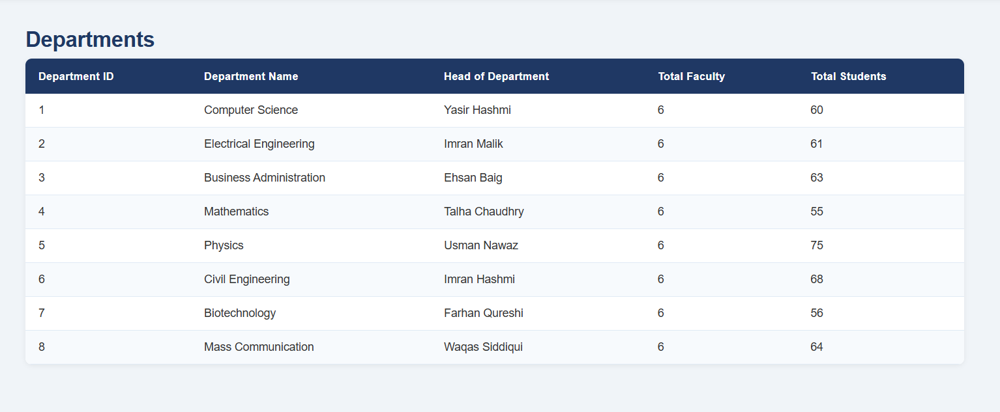 Departments
Department ID Department Name Head of Department Total Faculty Total Students
1 Computer Science Yasir Hashmi 6 60
2 Electrical Engineering Imran Malik 6 61
3 Business Administration Ehsan Baig 6 63
4 Mathematics Talha Chaudhry 6 55
5 Physics Usman Nawaz 6 75
6 Civil Engineering Imran Hashmi 6 68
7 Biotechnology Farhan Qureshi 6 56
8 Mass Communication Waqas Siddiqui 6 64